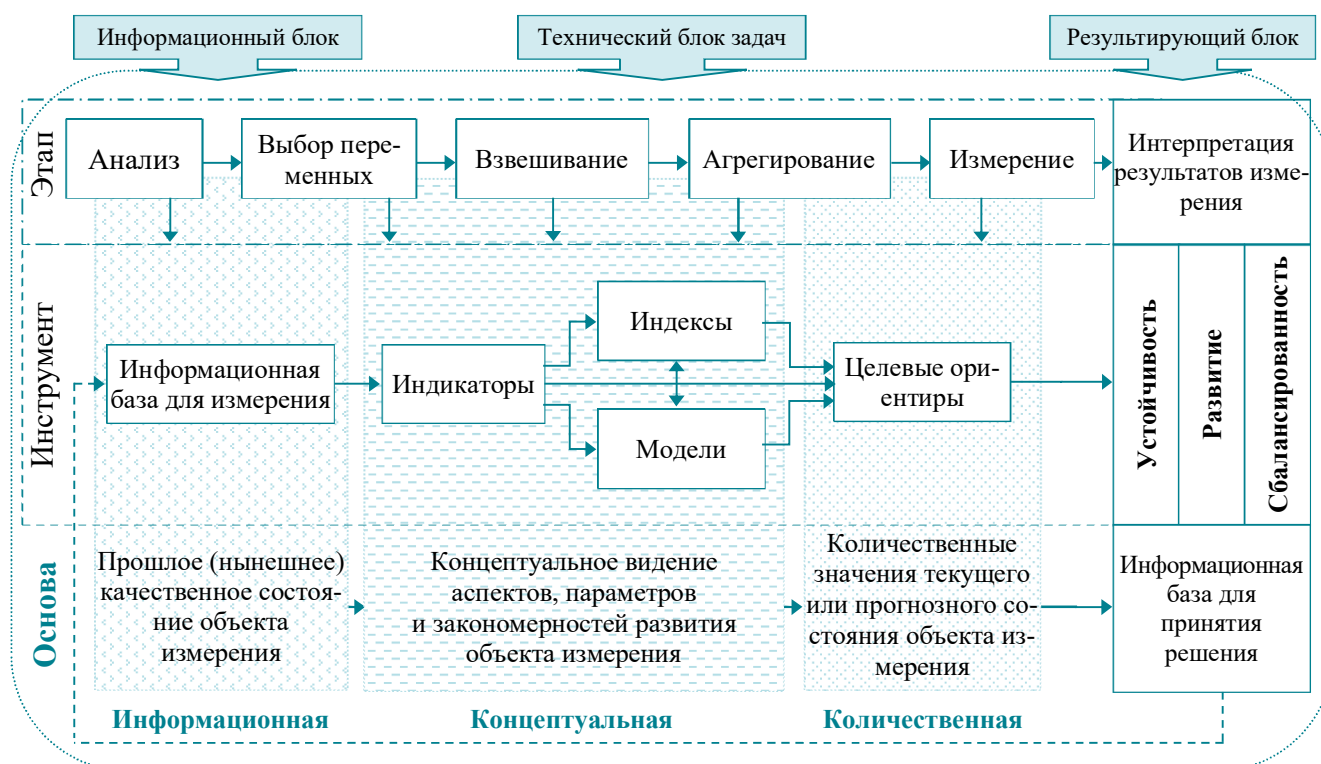 Информационный блок
Технический блок задач
Результирующий блок
Этап
Анализ
Выбор пере-
менных
Взвешивание
Агрегирование
Измерение
Интерпретация
результатов изме-
рения
Инструмент
Информационная
база для измерения
Индикаторы
Индексы
Модели
Целевые ори-
ентиры
Устойчивость
Развитие
Сбалансированность
Основа
Прошлое (нынешнее)
качественное состоя-
ние объекта
измерения
Концептуальное видение
аспектов, параметров
и закономерностей развития
объекта измерения
Количественные
значения текущего
или прогнозного со-
стояния объекта из-
мерения
Информационная
база для
принятия
решения
Информационная
Концептуальная
Количественная